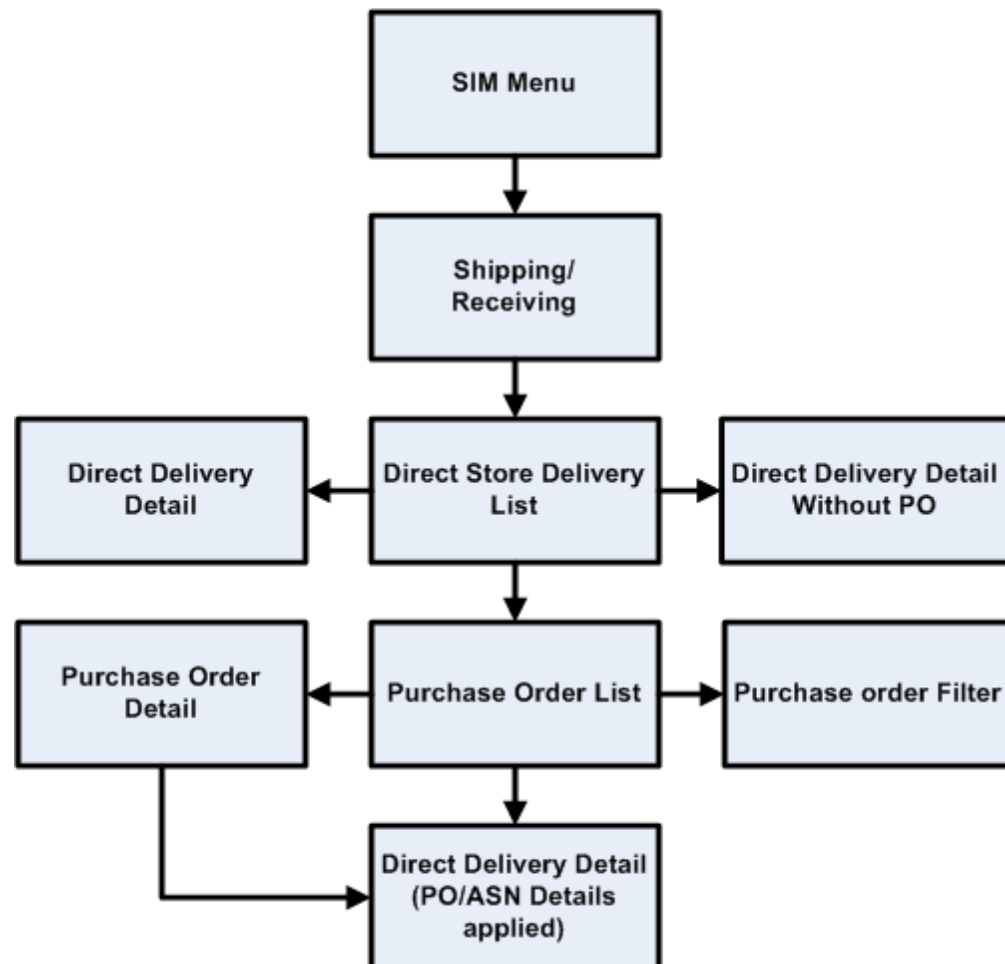 SIM Menu
Shipping/
Receiving
Direct Delivery
Detail
Direct Store Delivery
List
Direct Delivery Detail
Without PO
Purchase Order
Detail
Purchase Order List
Purchase order Filter
Direct Delivery Detail
(PO/ASN Details
applied)